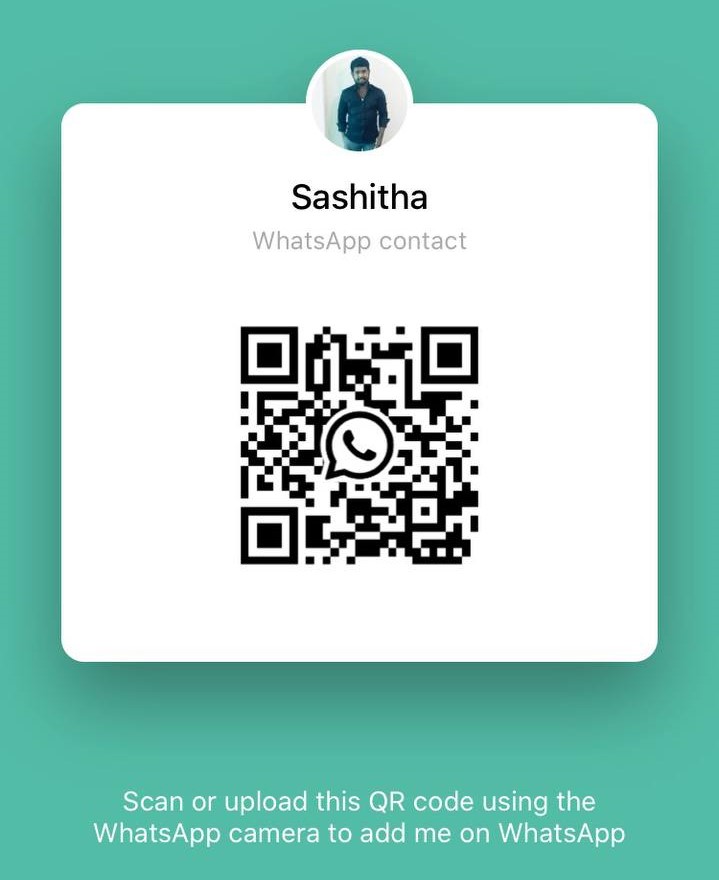 Sashitha
WhatsApp contact
Scan or upload this QR code using the
WhatsApp camera to add me on WhatsApp